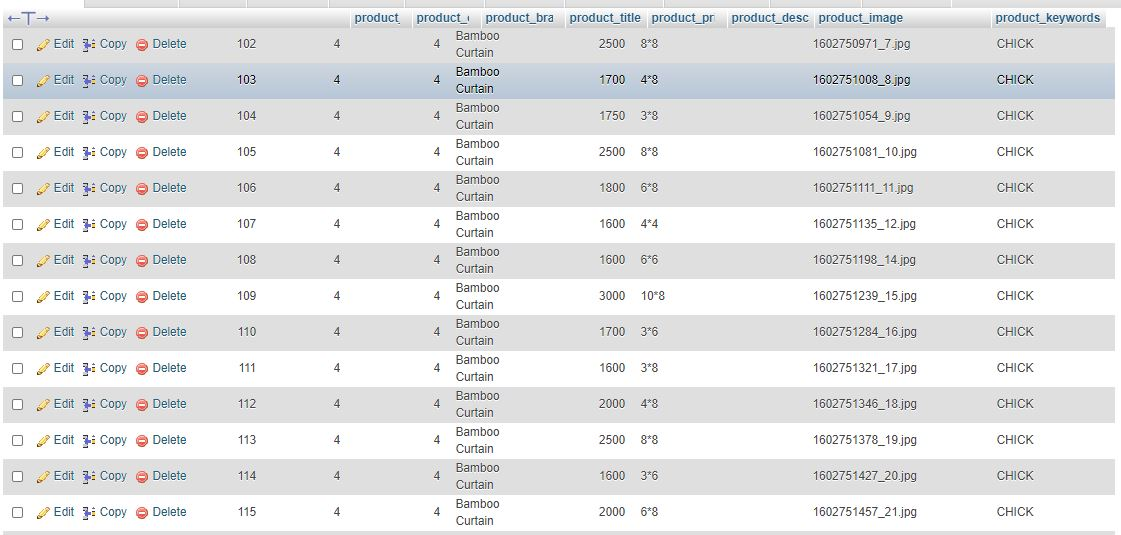 product_ product_c product_bra product_title product_pri product_desc product_image product_keywords
Edit Copy Delete 102 4 4 Bamboo Curtain 2500 8*8 1602750971_7.jpg CHICK
Edit Copy Delete 103 4 4 Bamboo Curtain 1700 4*8 1602751008_8.jpg CHICK
Edit Copy Delete 104 4 4 Bamboo Curtain 1750 3*8 1602751054_9.jpg CHICK
Edit Copy Delete 105 4 4 Bamboo Curtain 2500 8*8 1602751081_10.jpg CHICK
Edit Copy Delete 106 4 4 Bamboo Curtain 1800 6*8 1602751111_11.jpg CHICK
Edit Copy Delete 107 4 4 Bamboo Curtain 1600 4*4 1602751135_12.jpg CHICK
Edit Copy Delete 108 4 4 Bamboo Curtain 1600 6*6 1602751198_14.jpg CHICK
Edit Copy Delete 109 4 4 Bamboo Curtain 3000 10*8 1602751239_15.jpg CHICK
Edit Copy Delete 110 4 4 Bamboo Curtain 1700 3*6 1602751284_16.jpg CHICK
Edit Copy Delete 111 4 4 Bamboo Curtain 1600 3*8 1602751321_17.jpg CHICK
Edit Copy Delete 112 4 4 Bamboo Curtain 2000 4*8 1602751346_18.jpg CHICK
Edit Copy Delete 113 4 4 Bamboo Curtain 2500 8*8 1602751378_19.jpg CHICK
Edit Copy Delete 114 4 4 Bamboo Curtain 1600 3*6 1602751427_20.jpg CHICK
Edit Copy Delete 115 4 4 Bamboo Curtain 2000 6*8 1602751457_21.jpg CHICK